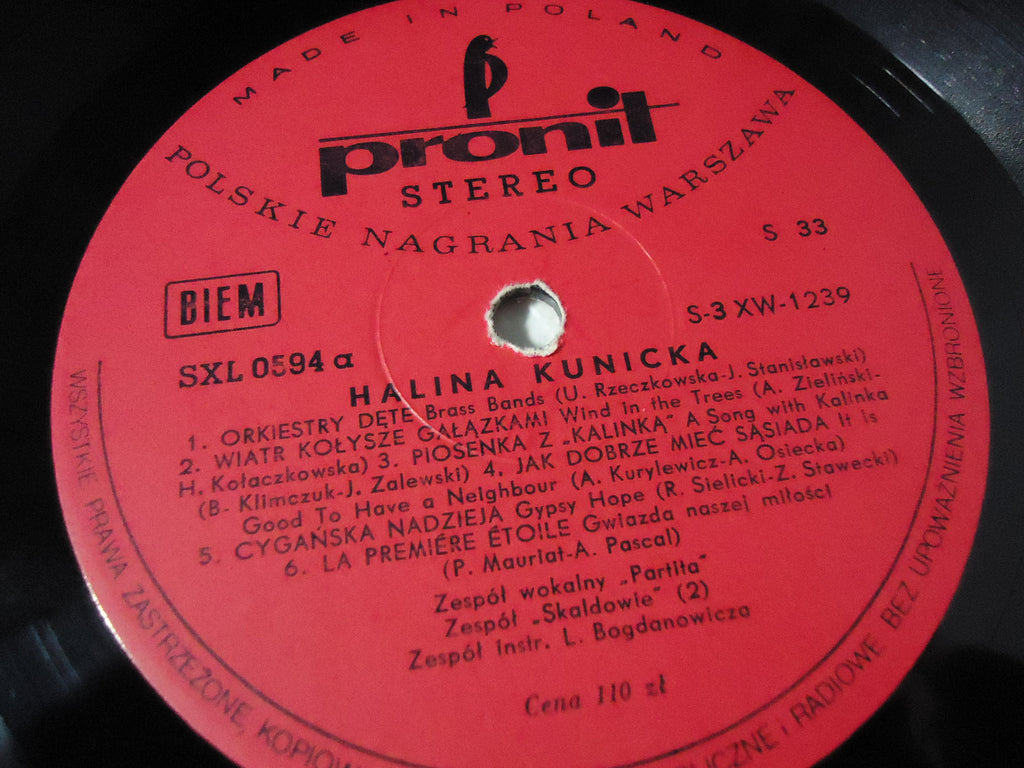 MADE IN POLAND
pronit
STEREO
POLSKIE NAGRANIA WARSZAWA
S 33
BIEM
S-3 XW-1239
SXL 0594 a
HALINA KUNICKA
1. ORKIESTRY DĘTE Brass Bands (U. Rzeczkowska-J. Stanisławski)
2. WIATR KOŁYSZE GAŁĄZKAMI Wind in the Trees (A. Zieliński-
H. Kołaczkowska) 3. PIOSENKA Z „KALINKĄ" A Song with Kalinka
(B. Klimczuk-J. Zalewski) 4. JAK DOBRZE MIEĆ SĄSIADA It is
Good To Have a Neighbour (A. Kurylewicz-A. Osiecka)
5. CYGAŃSKA NADZIEJA Gypsy Hope (R. Sielicki-Z. Stawecki)
6. LA PREMIÉRE ÉTOILE Gwiazda naszej miłości
(P. Mauriat-A. Pascal)
Zespół wokalny „Partita"
Zespół „Skaldowie" (2)
Zespół instr. L. Bogdanowicza
Cena 110 zł
WSZYSTKIE PRAWA ZASTRZEŻONE, KOPIOW
CZNE i RADIOWE BEZ UPOWAŻNIENIA WZBRONIONE